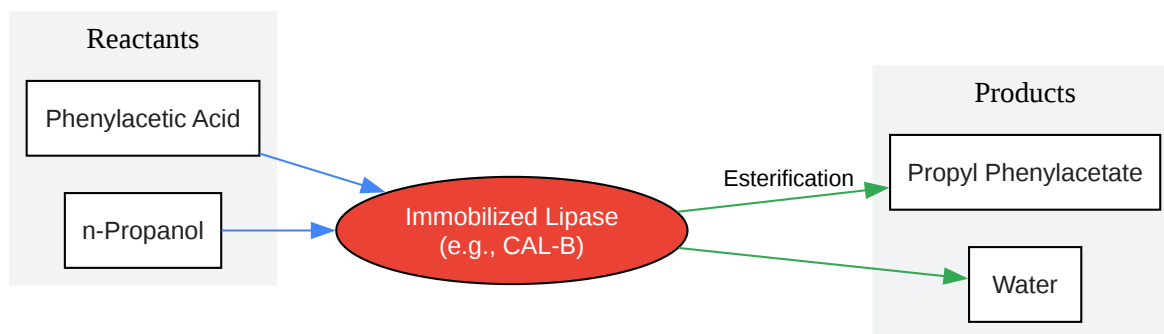 Reactants
Phenylacetic Acid
n-Propanol
Immobilized Lipase
(e.g., CAL-B)
Esterification
Products
Propyl Phenylacetate
Water